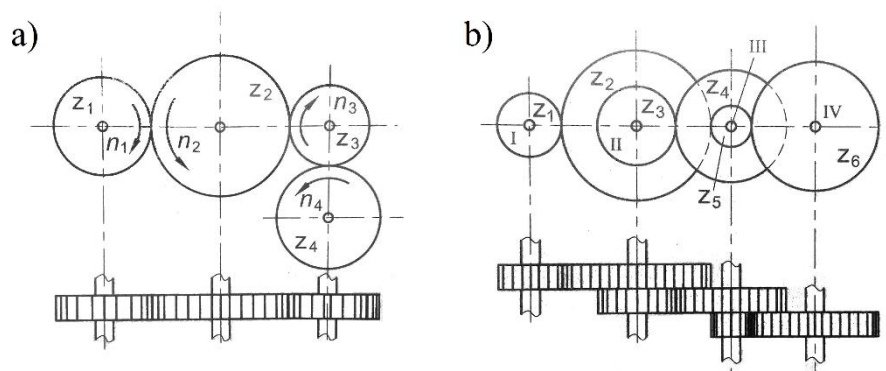 a)
z₁
n₁
n₂
z₂
n₃
z₃
n₄
z₄
b)
I
z₁
z₂
II
z₃
z₄
III
z₅
IV
z₆